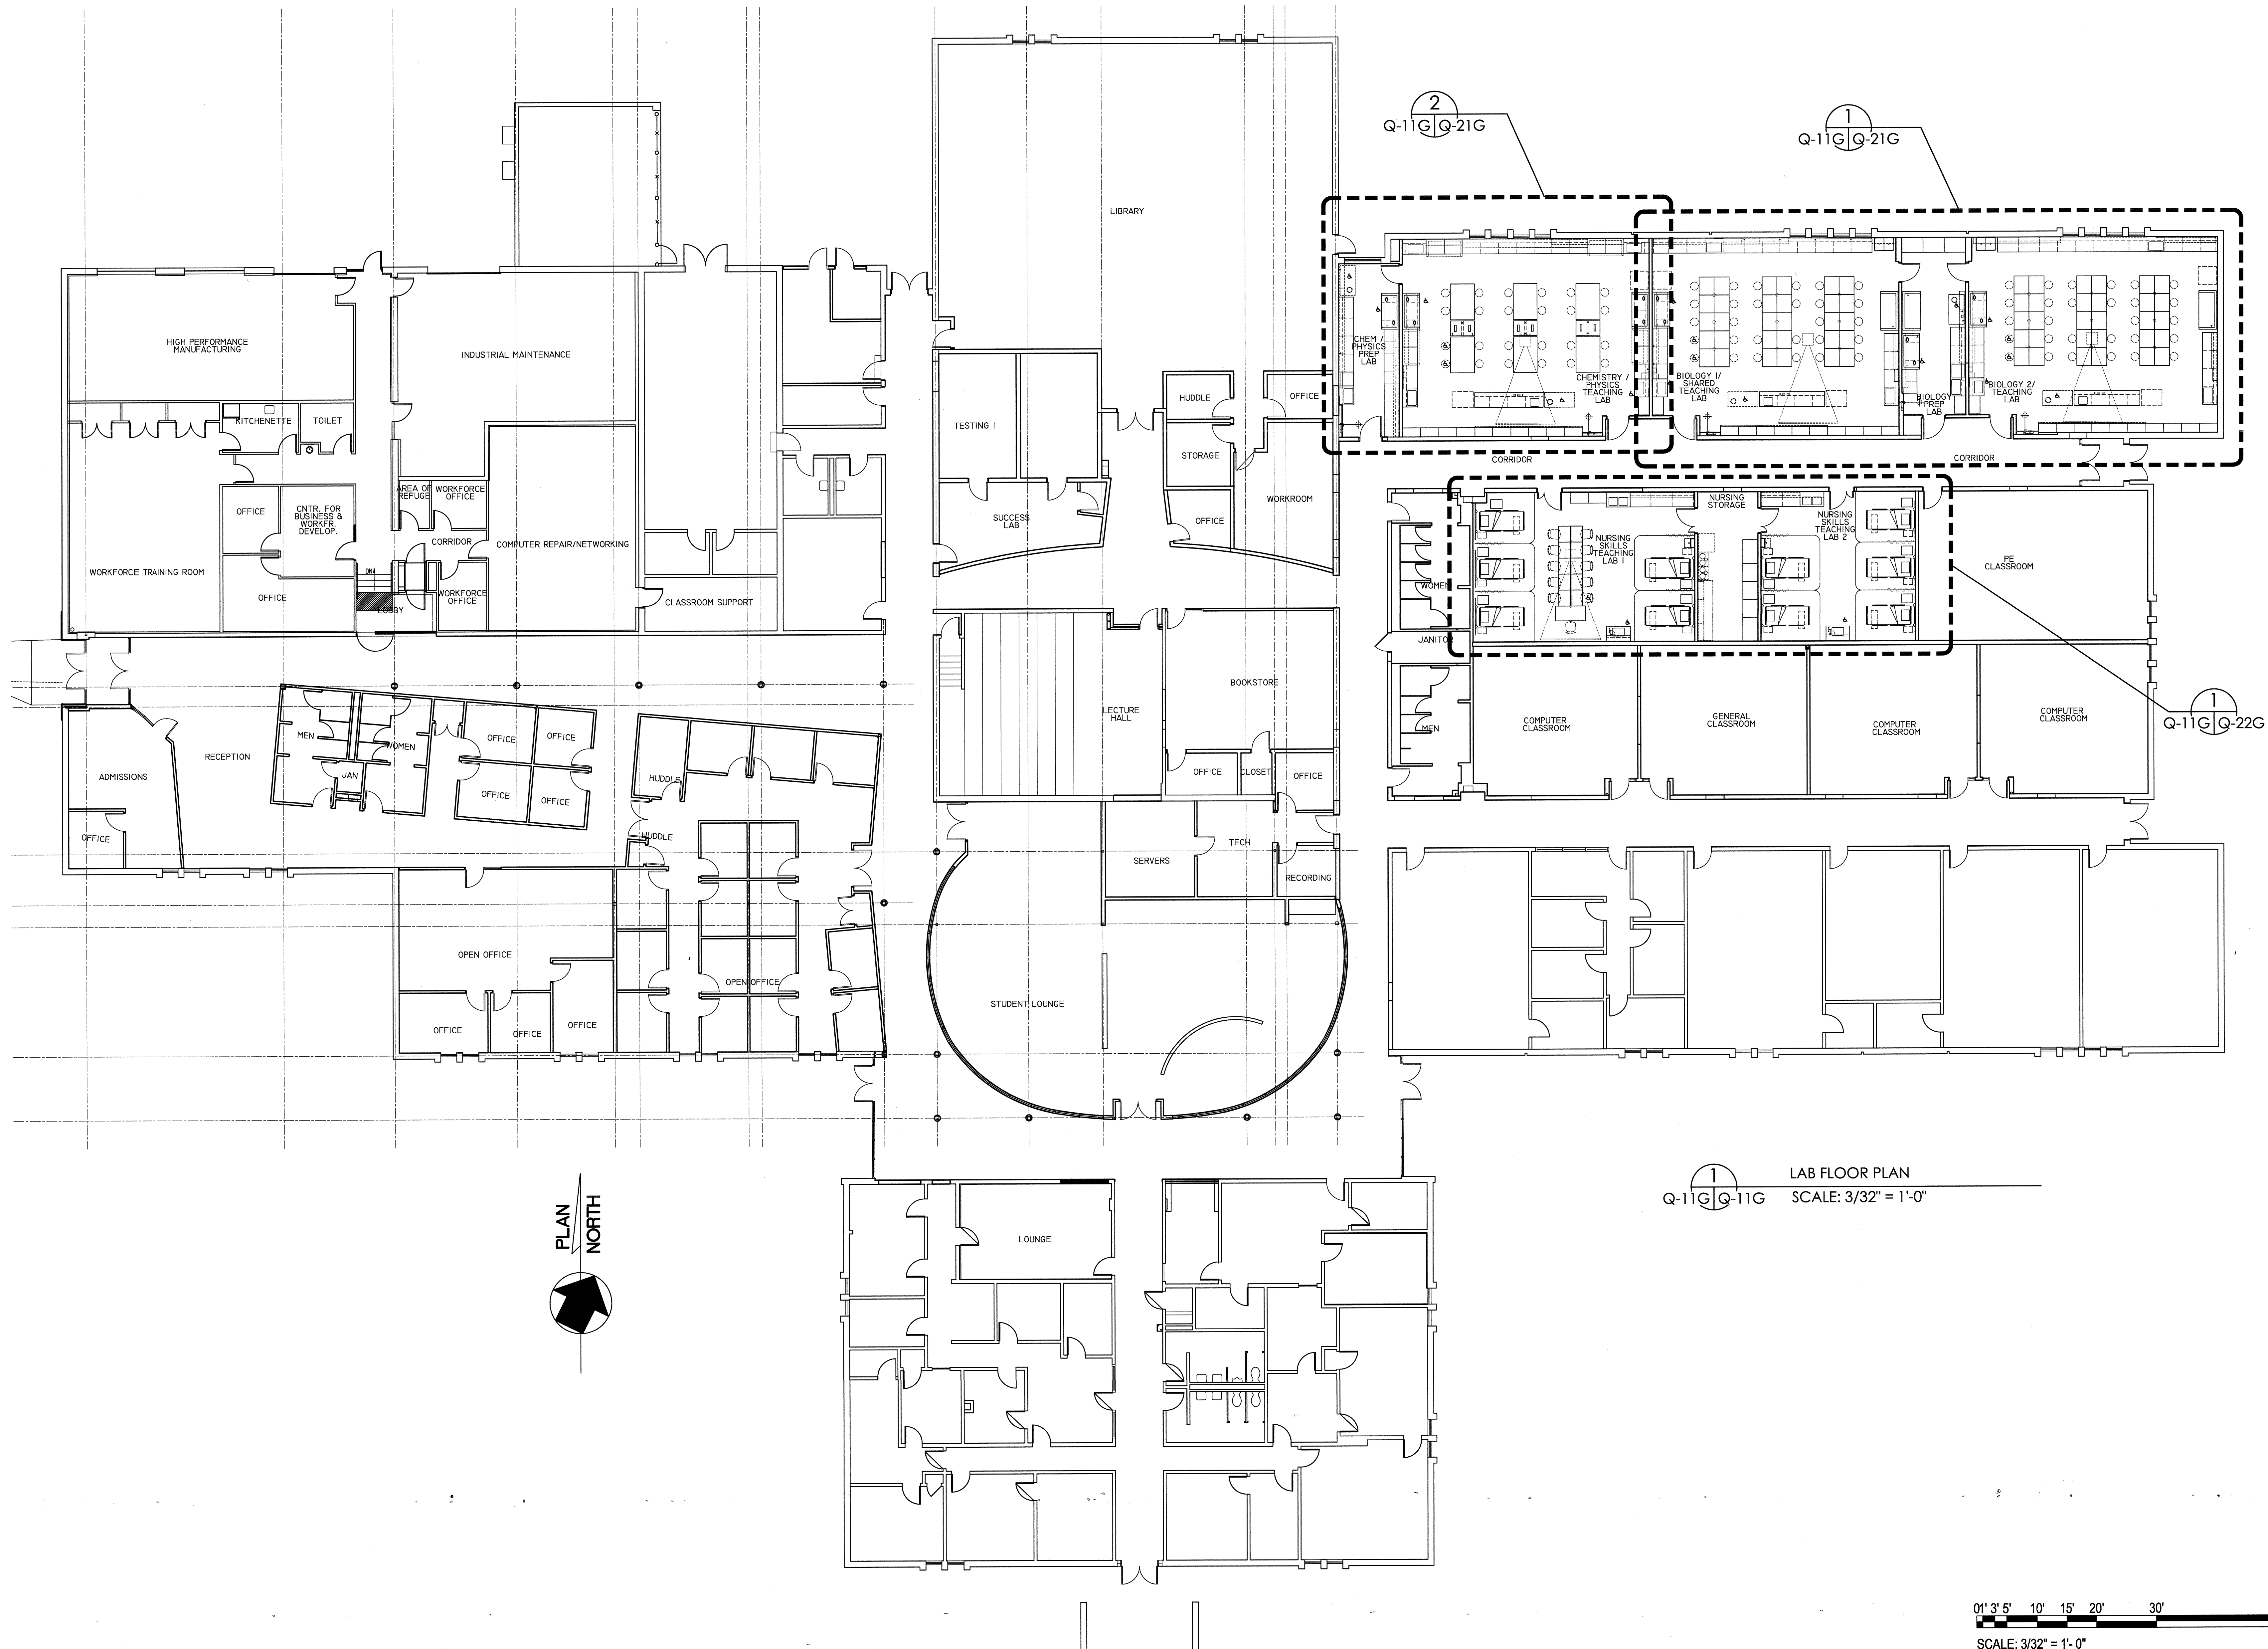 2
Q-11G Q-21G
1
Q-11G Q-21G
LIBRARY
HIGH PERFORMANCE
MANUFACTURING
INDUSTRIAL MAINTENANCE
CHEM /
PHYSICS
PREP
LAB
CHEMISTRY /
PHYSICS
TEACHING
LAB
BIOLOGY 1/
SHARED
TEACHING
LAB
BIOLOGY
PREP
LAB
BIOLOGY 2/
TEACHING
LAB
KITCHENETTE
TOILET
HUDDLE
OFFICE
TESTING 1
STORAGE
CORRIDOR
CORRIDOR
AREA OF
REFUGE
WORKFORCE
OFFICE
WORKROOM
OFFICE
CNTR. FOR
BUSINESS &
WORKFR.
DEVELOP.
SUCCESS
LAB
OFFICE
NURSING
STORAGE
NURSING
SKILLS
TEACHING
LAB 1
NURSING
SKILLS
TEACHING
LAB 2
CORRIDOR
COMPUTER REPAIR/NETWORKING
PE
CLASSROOM
WORKFORCE TRAINING ROOM
DN
WOMEN
OFFICE
LOBBY
WORKFORCE
OFFICE
CLASSROOM SUPPORT
JANITOR
BOOKSTORE
1
Q-11G Q-22G
LECTURE
HALL
MEN
COMPUTER
CLASSROOM
GENERAL
CLASSROOM
COMPUTER
CLASSROOM
COMPUTER
CLASSROOM
RECEPTION
MEN
WOMEN
OFFICE
OFFICE
ADMISSIONS
JAN
HUDDLE
OFFICE
CLOSET
OFFICE
OFFICE
OFFICE
OFFICE
HUDDLE
SERVERS
TECH
RECORDING
OPEN OFFICE
OPEN OFFICE
STUDENT LOUNGE
OFFICE
OFFICE
OFFICE
1
LAB FLOOR PLAN
Q-11G Q-11G
SCALE: 3/32" = 1'-0"
PLAN
NORTH
LOUNGE
01' 3' 5' 10' 15' 20' 30'
SCALE: 3/32" = 1'- 0"